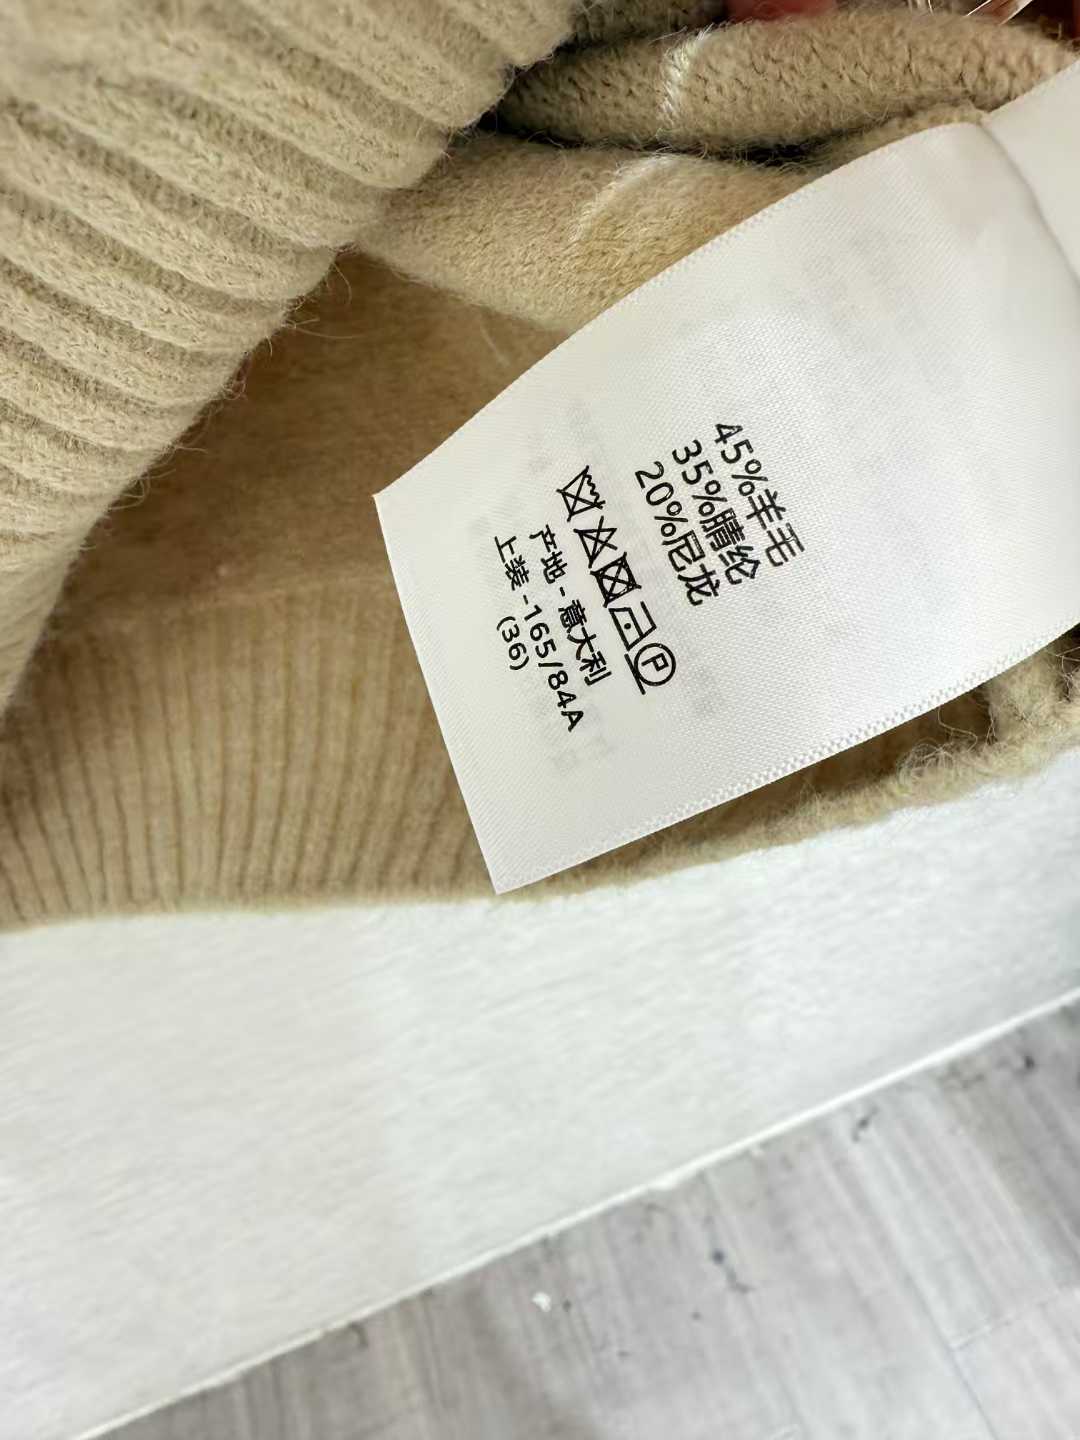 45%羊毛
35%腈纶
20%尼龙
P
产地 - 意大利
上装 -165/84A
(36)